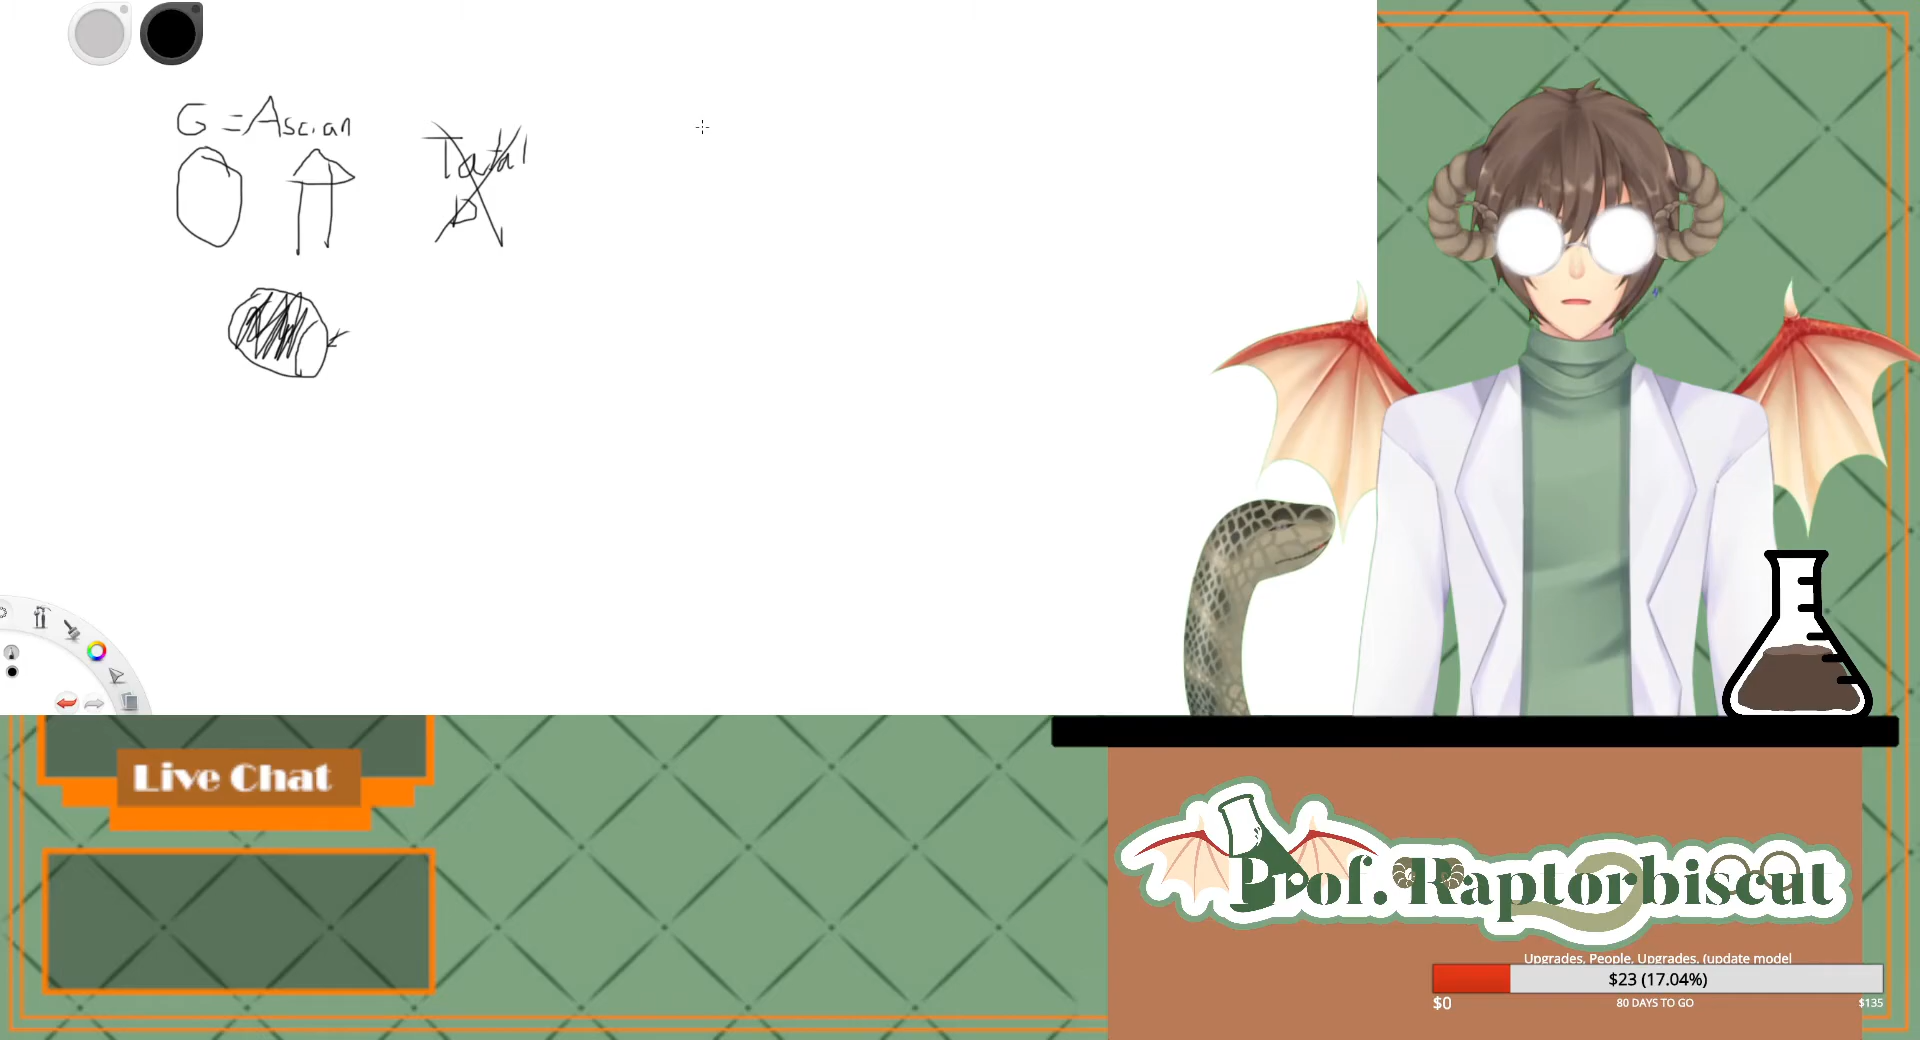 G = Ascian
Total
D
Live Chat
Prof. Raptorbiscut
Upgrades, People, Upgrades. (update model
$23 (17.04%)
$0
80 DAYS TO GO
$135